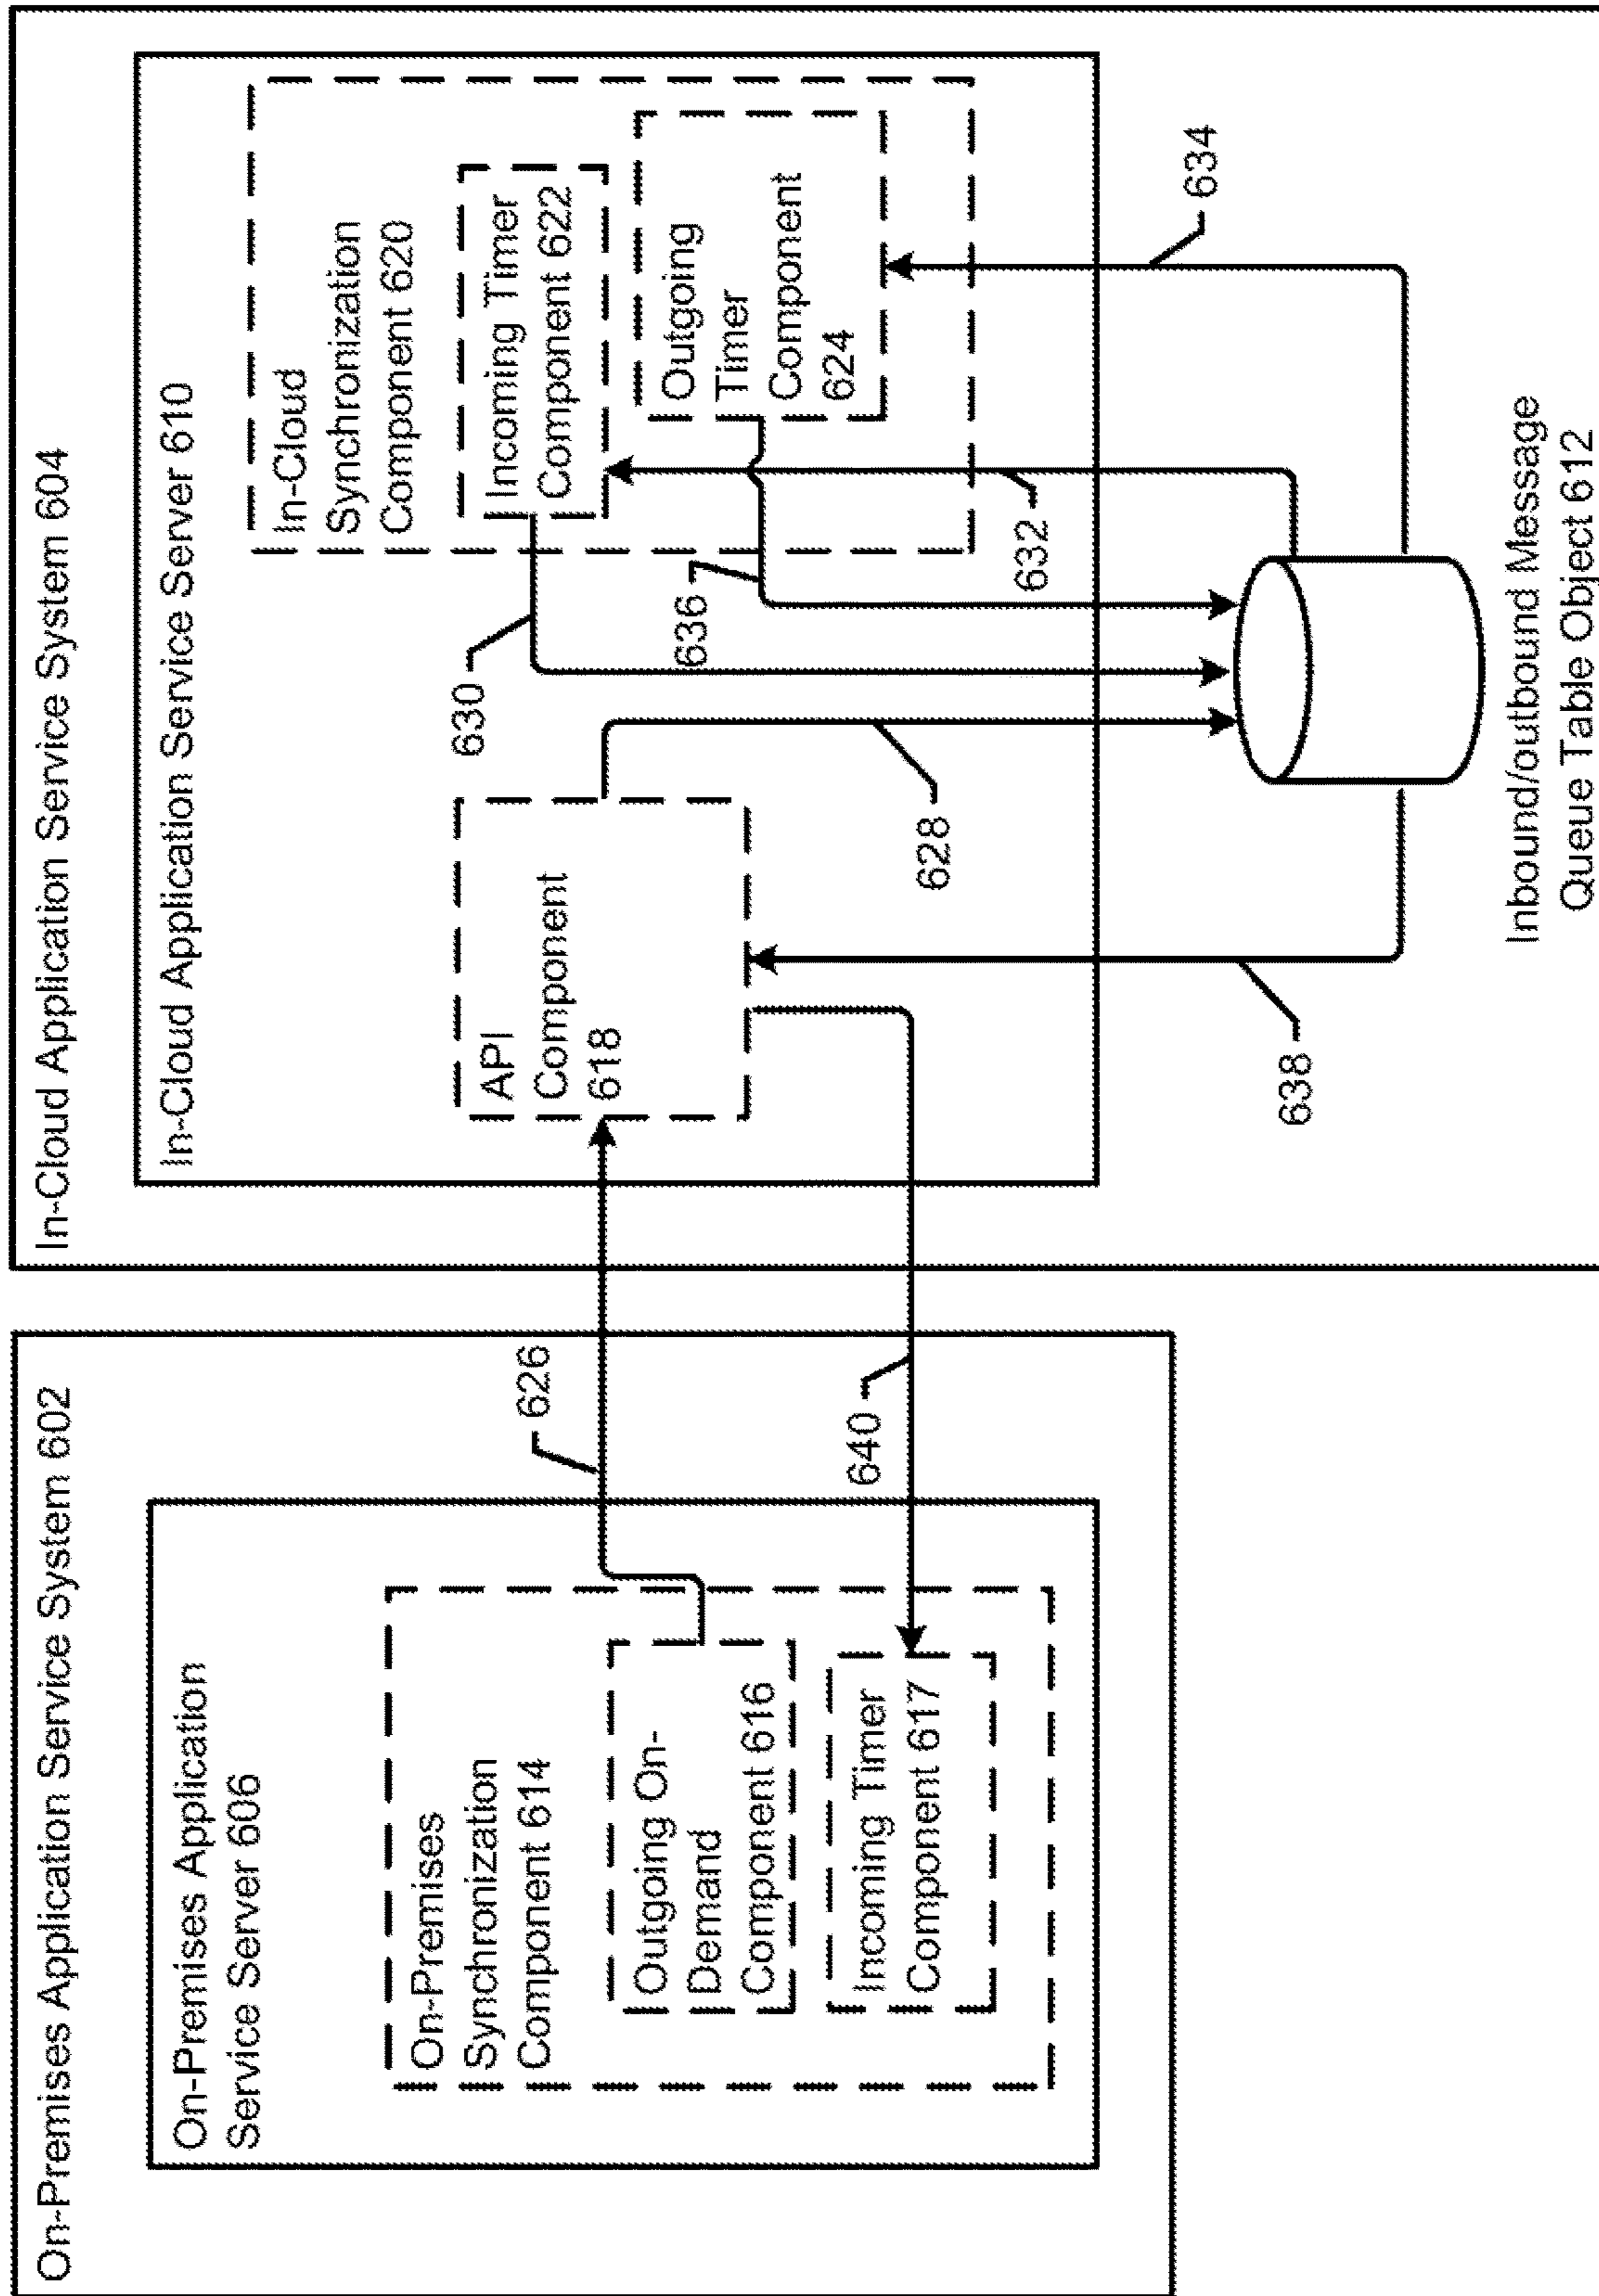 On-Premises Application Service System 602
On-Premises Application
Service Server 606
On-Premises
Synchronization
Component 614
Outgoing On-
Demand
Component 616
Incoming Timer
Component 617
626
640
In-Cloud Application Service System 604
In-Cloud Application Service Server 610
API
Component
618
In-Cloud
Synchronization
Component 620
Incoming Timer
Component 622
Outgoing
Timer
Component
624
630
636
628
632
634
638
Inbound/outbound Message
Queue Table Object 612